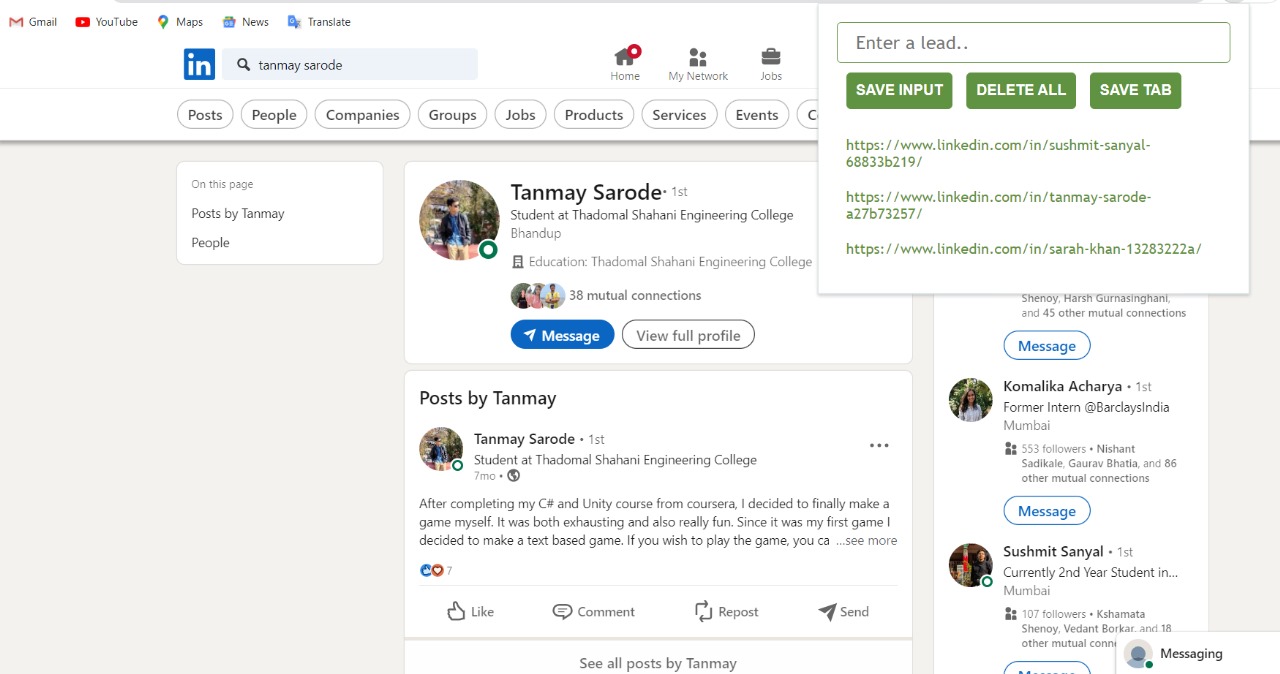 Gmail
YouTube
Maps
News
Translate
in
tanmay sarode
Home
My Network
Jobs
Posts
People
Companies
Groups
Jobs
Products
Services
Events
Enter a lead..
SAVE INPUT
DELETE ALL
SAVE TAB
https://www.linkedin.com/in/sushmit-sanyal-
68833b219/
https://www.linkedin.com/in/tanmay-sarode-
a27b73257/
https://www.linkedin.com/in/sarah-khan-13283222a/
On this page
Posts by Tanmay
People
Tanmay Sarode• 1st
Student at Thadomal Shahani Engineering College
Bhandup
Education: Thadomal Shahani Engineering College
38 mutual connections
Message
View full profile
Posts by Tanmay
Tanmay Sarode • 1st
Student at Thadomal Shahani Engineering College
7mo •
After completing my C# and Unity course from coursera, I decided to finally make a
game myself. It was both exhausting and also really fun. Since it was my first game I
decided to make a text based game. If you wish to play the game, you ca ...see more
7
Like
Comment
Repost
Send
See all posts by Tanmay
Shenoy, Harsh Gurnasinghani,
and 45 other mutual connections
Message
Komalika Acharya • 1st
Former Intern @BarclaysIndia
Mumbai
553 followers • Nishant
Sadikale, Gaurav Bhatia, and 86
other mutual connections
Message
Sushmit Sanyal • 1st
Currently 2nd Year Student in...
Mumbai
107 followers • Kshamata
Shenoy, Vedant Borkar, and 18
other mutual conne
Messaging